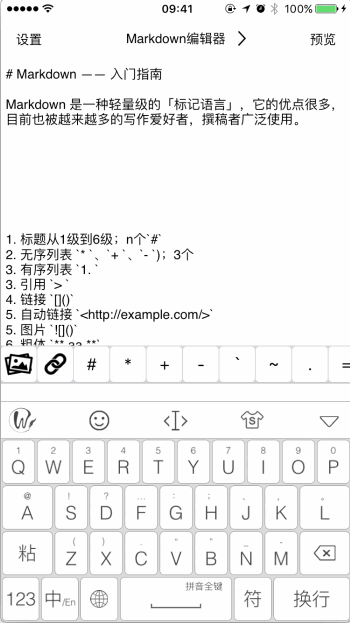 09:41
100%
设置
Markdown编辑器
预览
# Markdown —— 入门指南
Markdown 是一种轻量级的「标记语言」，它的优点很多，
目前也被越来越多的写作爱好者，撰稿者广泛使用。
1. 标题从1级到6级；n个`#`
2. 无序列表 `* `、`+ `、`- `)；3个
3. 有序列表 `1. `
3. 引用 `> `
4. 链接 `[]()`
5. 自动链接 `<http://example.com/>`
5. 图片 `![]()`
6. 粗体 `** aa **`
# * + - ` ~ . =
1 2 3 4 5 6 7 8 9 0
Q W E R T Y U I O P
@ ! ? … : ; 、 , 。
A S D F G H J K L
( ) - “ ” _ ~
粘 Z X C V B N M
拼音全键
123 中/En 符 换行